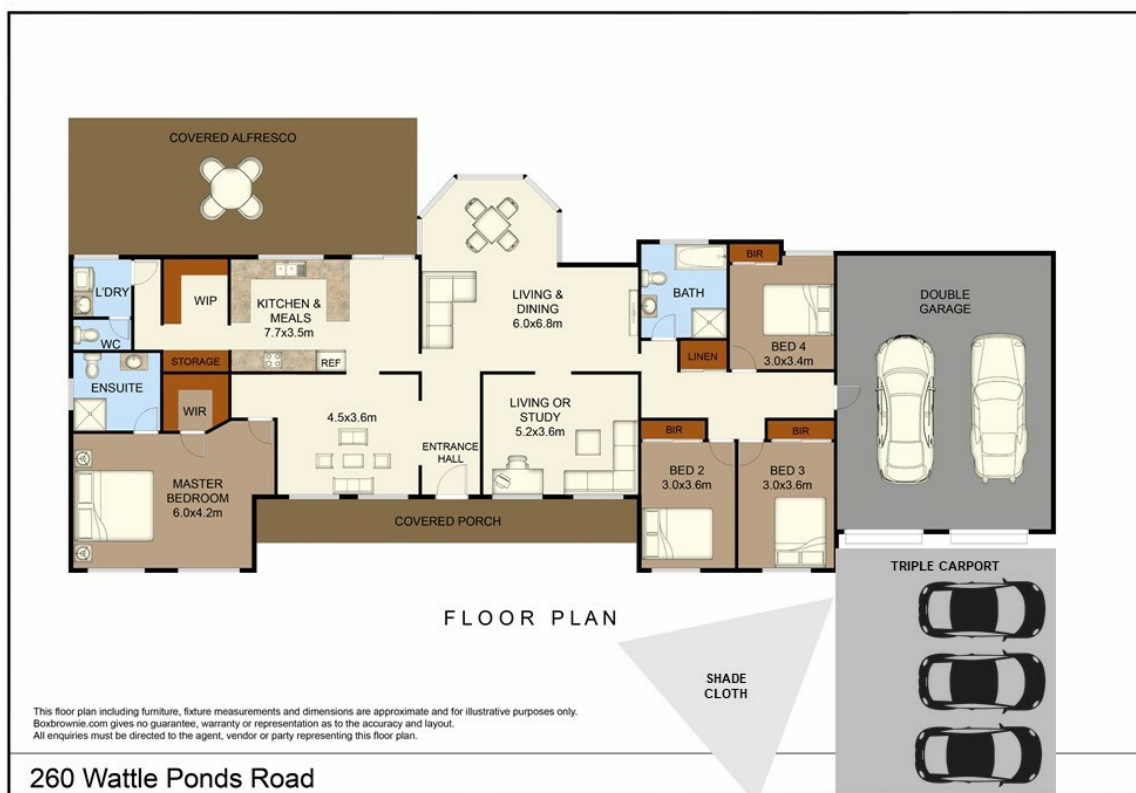 COVERED ALFRESCO
L'DRY
WIP
KITCHEN &
MEALS
7.7x3.5m
LIVING &
DINING
6.0x6.8m
BATH
BIR
BED 4
3.0x3.4m
DOUBLE
GARAGE
WC
STORAGE
REF
LINEN
ENSUITE
WIR
4.5x3.6m
ENTRANCE
HALL
LIVING OR
STUDY
5.2x3.6m
BIR
BIR
MASTER
BEDROOM
6.0x4.2m
BED 2
3.0x3.6m
BED 3
3.0x3.6m
COVERED PORCH
TRIPLE CARPORT
FLOOR PLAN
SHADE
CLOTH
This floor plan including furniture, fixture measurements and dimensions are approximate and for illustrative purposes only.
Boxbrownie.com gives no guarantee, warranty or representation as to the accuracy and layout.
All enquiries must be directed to the agent, vendor or party representing this floor plan.
260 Wattle Ponds Road